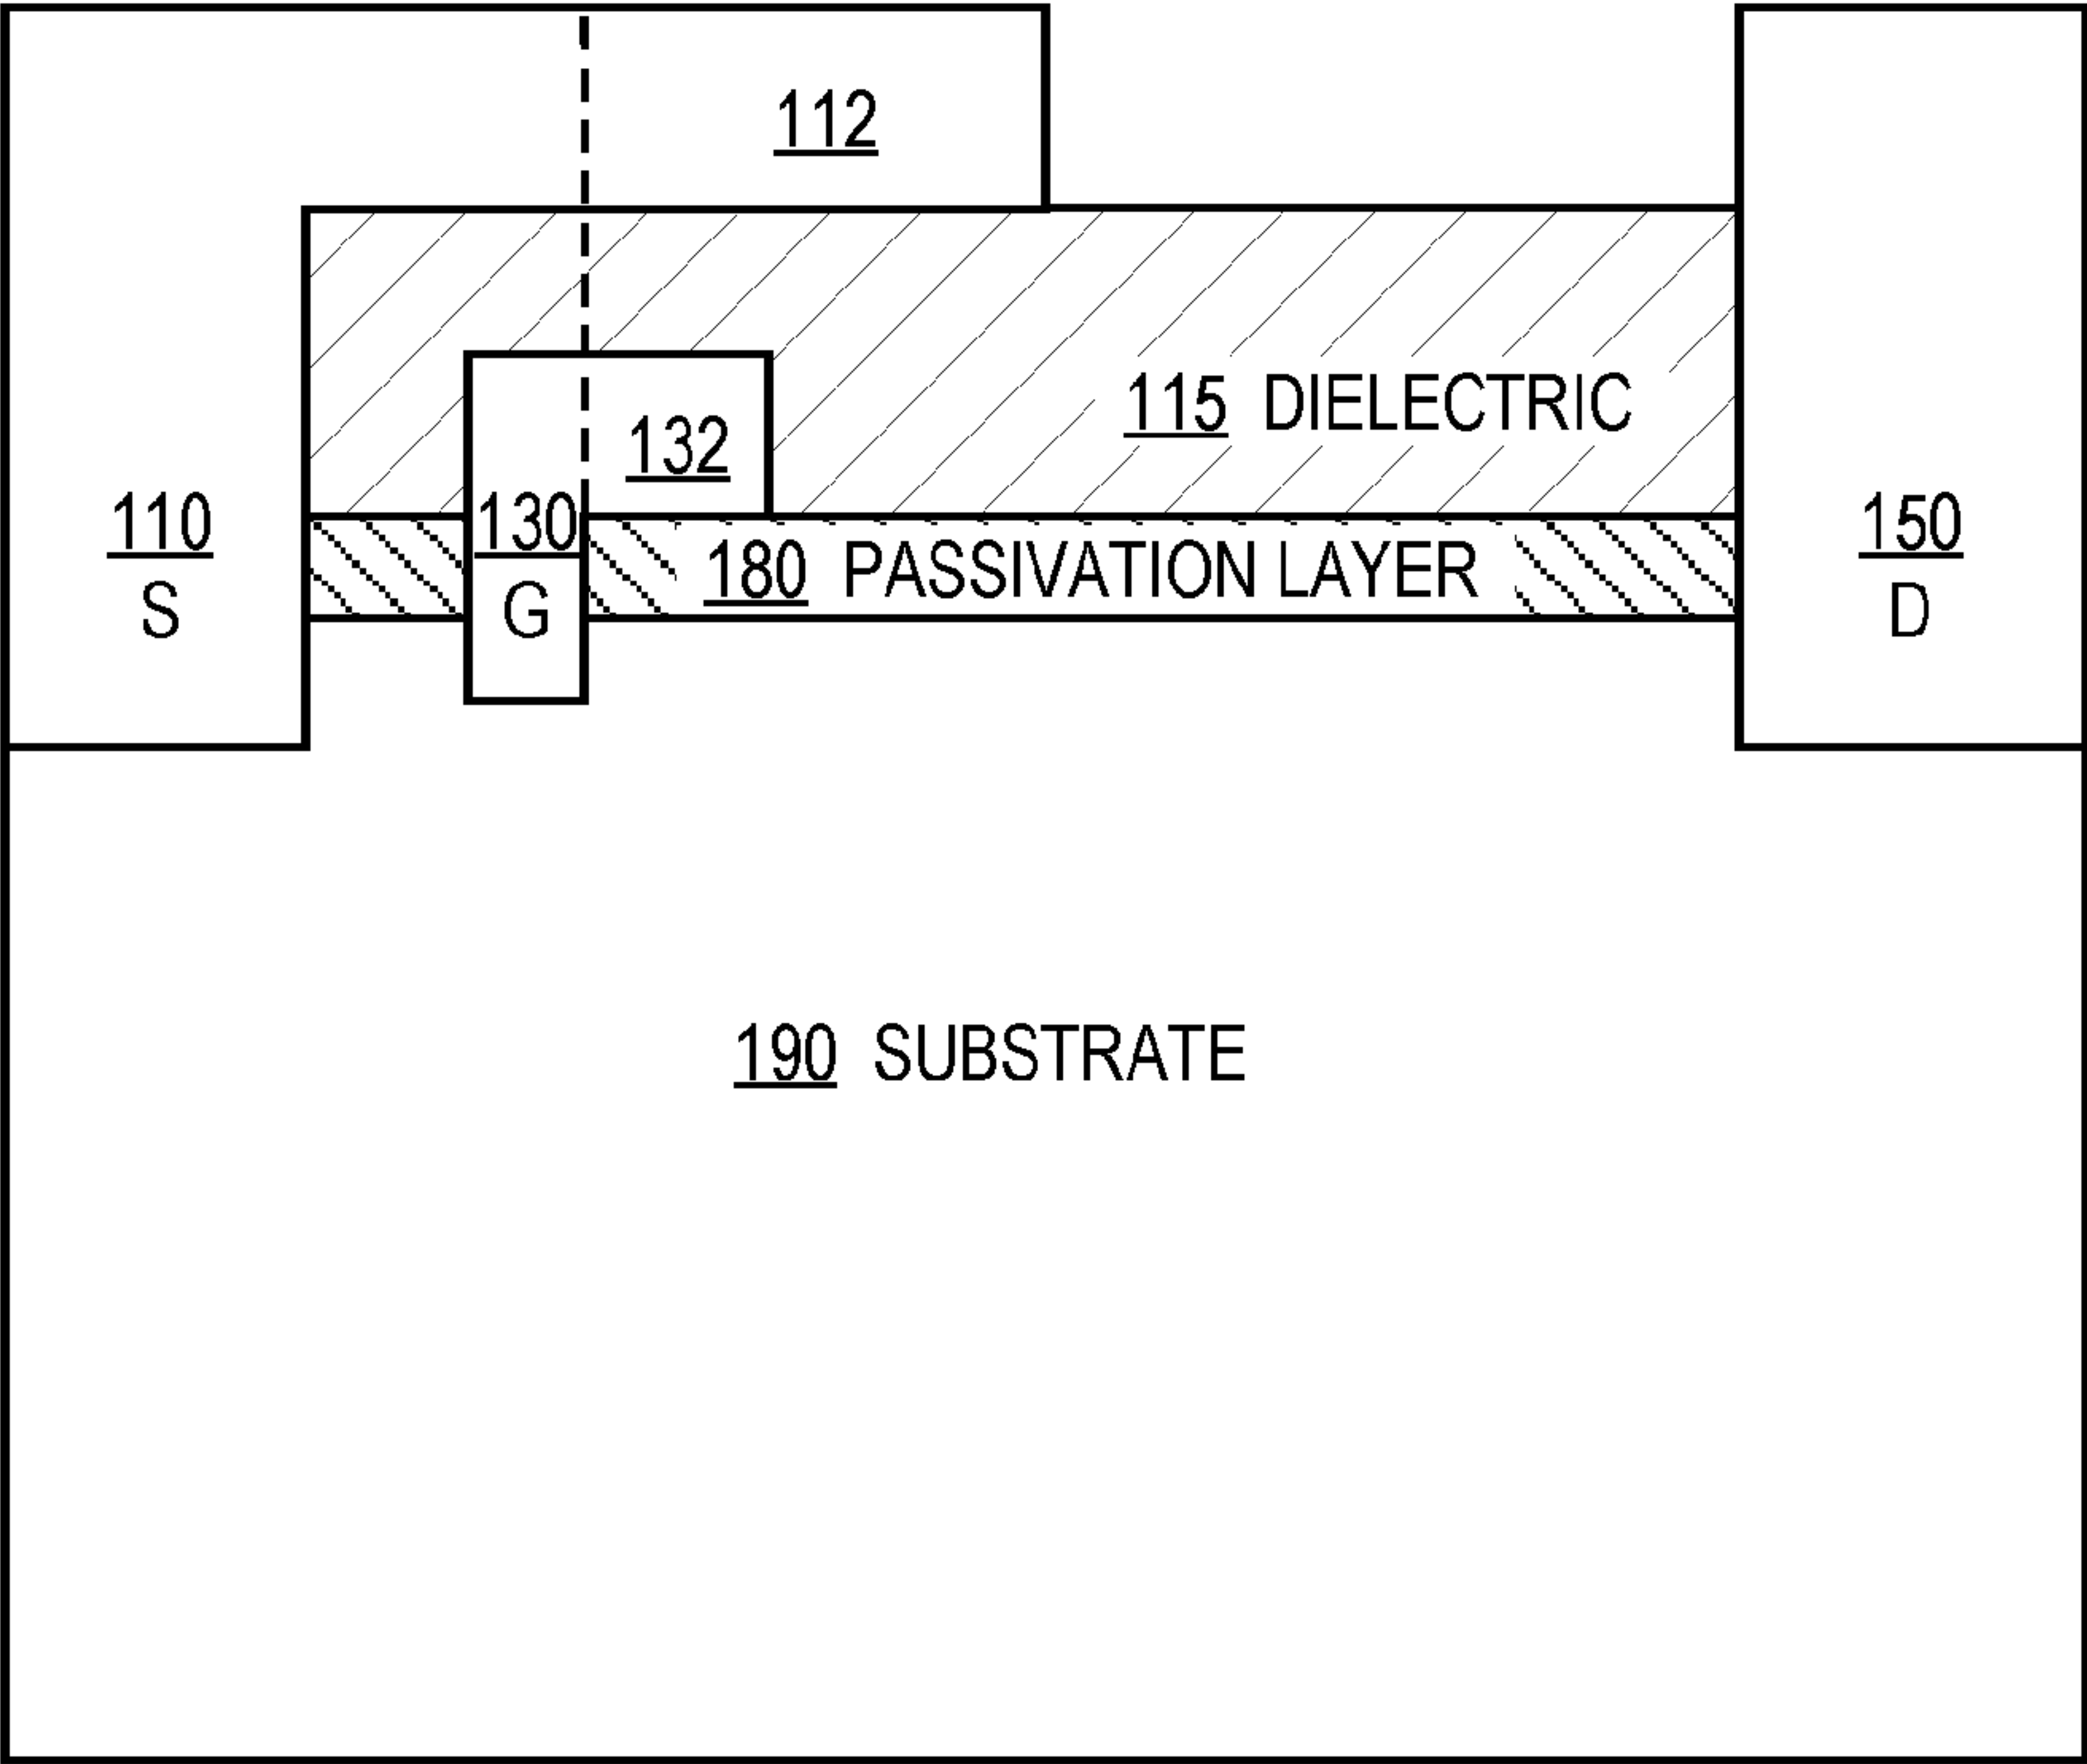 112
115 DIELECTRIC
132
110
S
130
G
150
D
180 PASSIVATION LAYER
190 SUBSTRATE